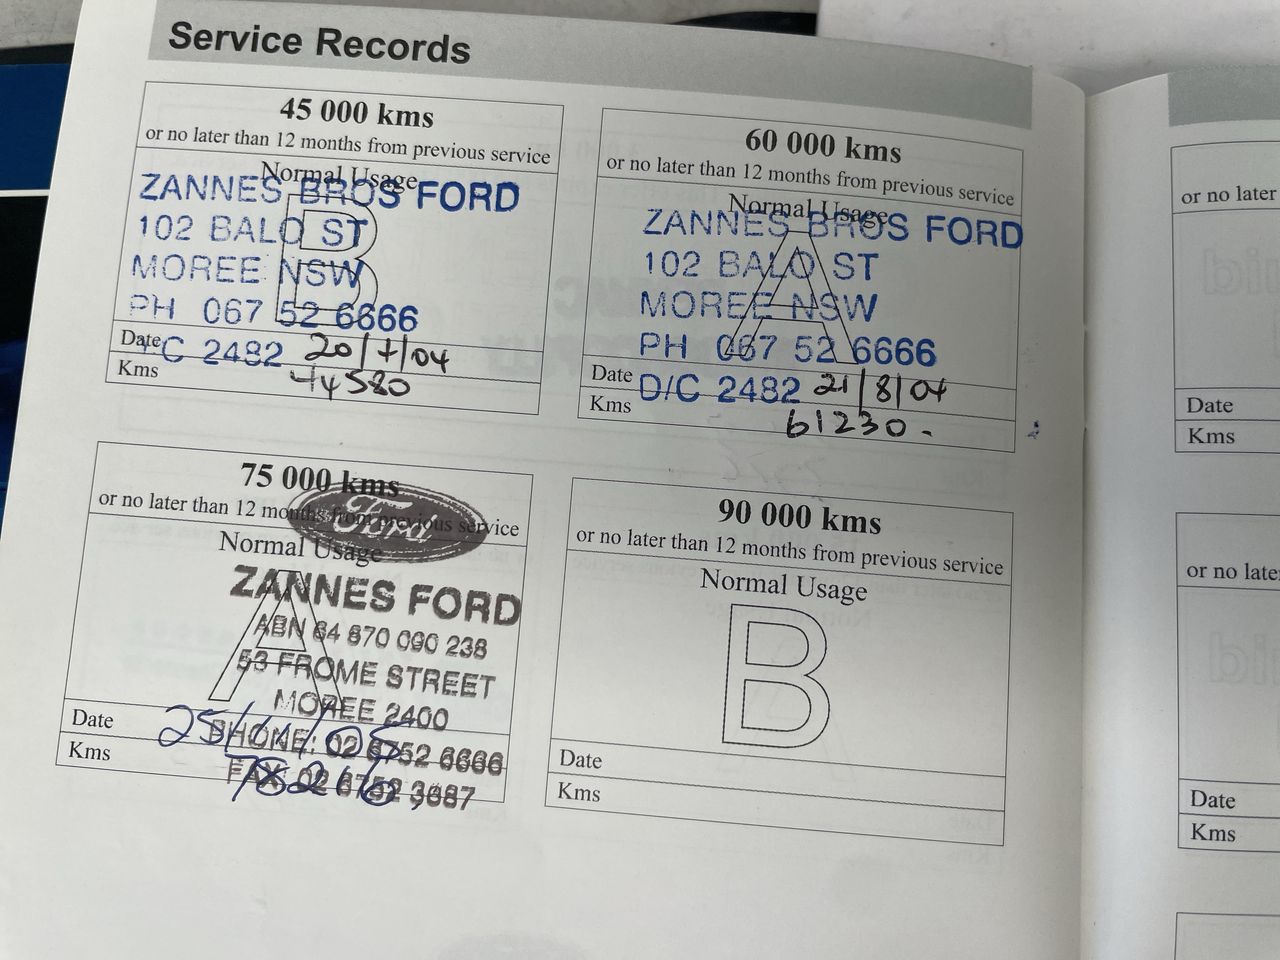 Service Records
45 000 kms
or no later than 12 months from previous service
Normal Usage
B
ZANNES BROS FORD
102 BALO ST
MOREE NSW
PH 067 52 6666
Date 2482 20/ /04
Kms 44580
60 000 kms
or no later than 12 months from previous service
Normal Usage
A
ZANNES BROS FORD
102 BALO ST
MOREE NSW
PH 067 52 6666
Date D/C 2482 21/8/04
Kms 61230-
75 000 kms
or no later than 12 months from previous service
Ford
Normal Usage
A
ZANNES FORD
ABN 64 870 090 238
53 FROME STREET
MOREE 2400
Date
PHONE: 02 6752 6666
Kms
FAX: 02 6752 3687
90 000 kms
or no later than 12 months from previous service
Normal Usage
B
Date
Kms
or no later
Date
Kms
or no late
Date
Kms